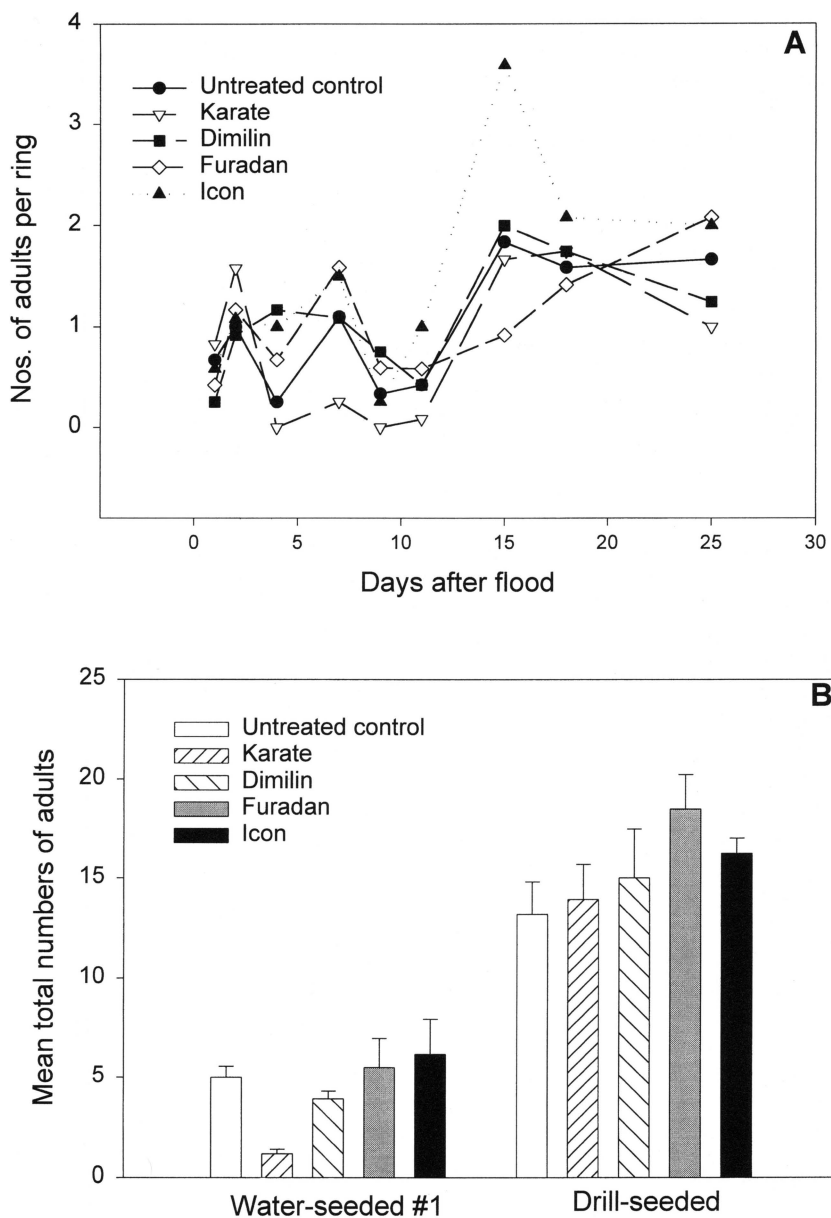 A
4
3
2
1
0
Nos. of adults per ring
Untreated control
Karate
Dimilin
Furadan
Icon
0 5 10 15 20 25 30
Days after flood
B
25
20
15
10
5
0
Mean total numbers of adults
Untreated control
Karate
Dimilin
Furadan
Icon
Water-seeded #1 Drill-seeded